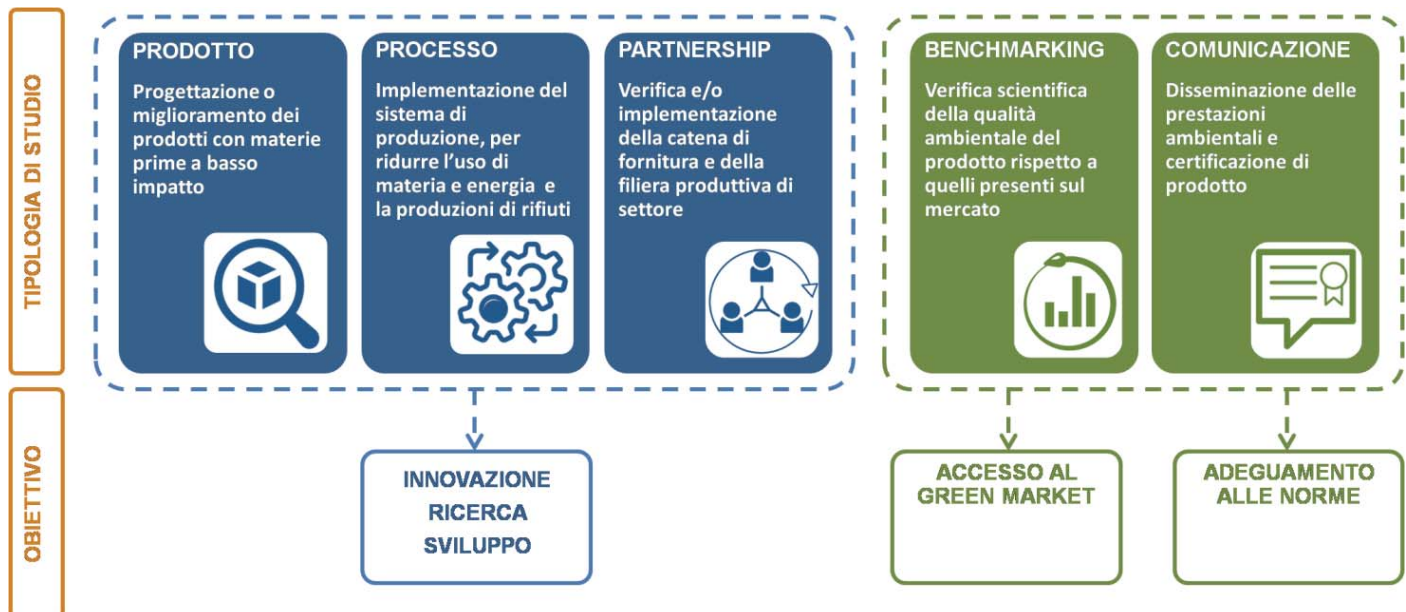 TIPOLOGIA DI STUDIO
PRODOTTO
Progettazione o
miglioramento dei
prodotti con materie
prime a basso
impatto
PROCESSO
Implementazione del
sistema di
produzione, per
ridurre l'uso di
materia e energia e
la produzioni di rifiuti
PARTNERSHIP
Verifica e/o
implementazione
della catena di
fornitura e della
filiera produttiva di
settore
BENCHMARKING
Verifica scientifica
della qualità
ambientale del
prodotto rispetto a
quelli presenti sul
mercato
COMUNICAZIONE
Disseminazione delle
prestazioni
ambientali e
certificazione di
prodotto
OBIETTIVO
INNOVAZIONE
RICERCA
SVILUPPO
ACCESSO AL
GREEN MARKET
ADEGUAMENTO
ALLE NORME